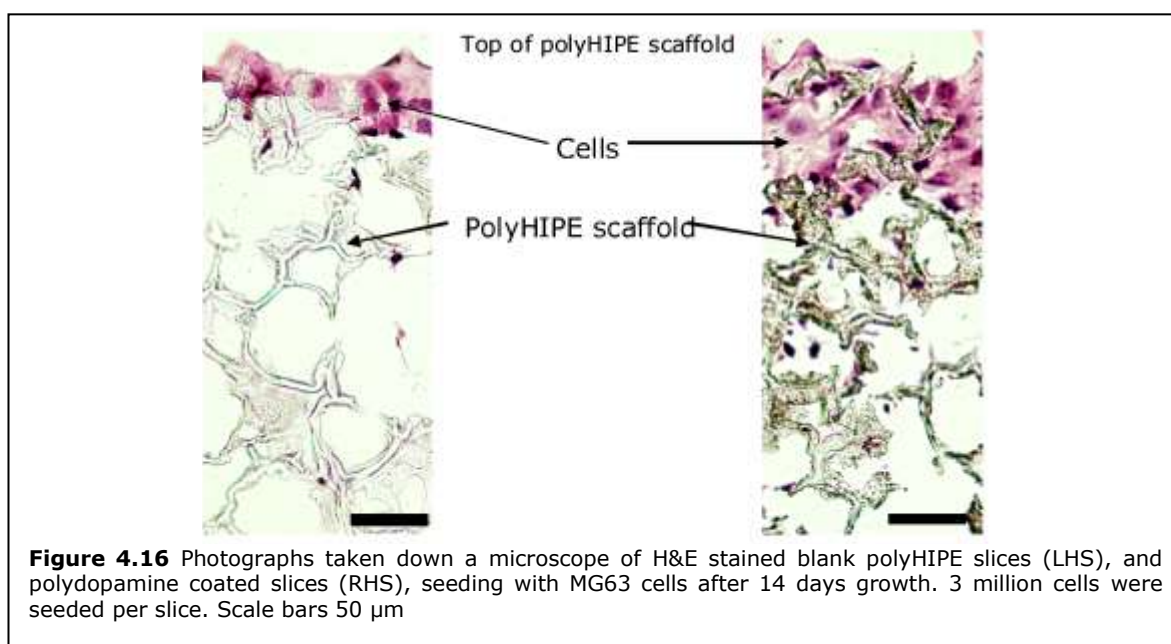 Top of polyHIPE scaffold
Cells
PolyHIPE scaffold
Figure 4.16 Photographs taken down a microscope of H&E stained blank polyHIPE slices (LHS), and
polydopamine coated slices (RHS), seeding with MG63 cells after 14 days growth. 3 million cells were
seeded per slice. Scale bars 50 µm